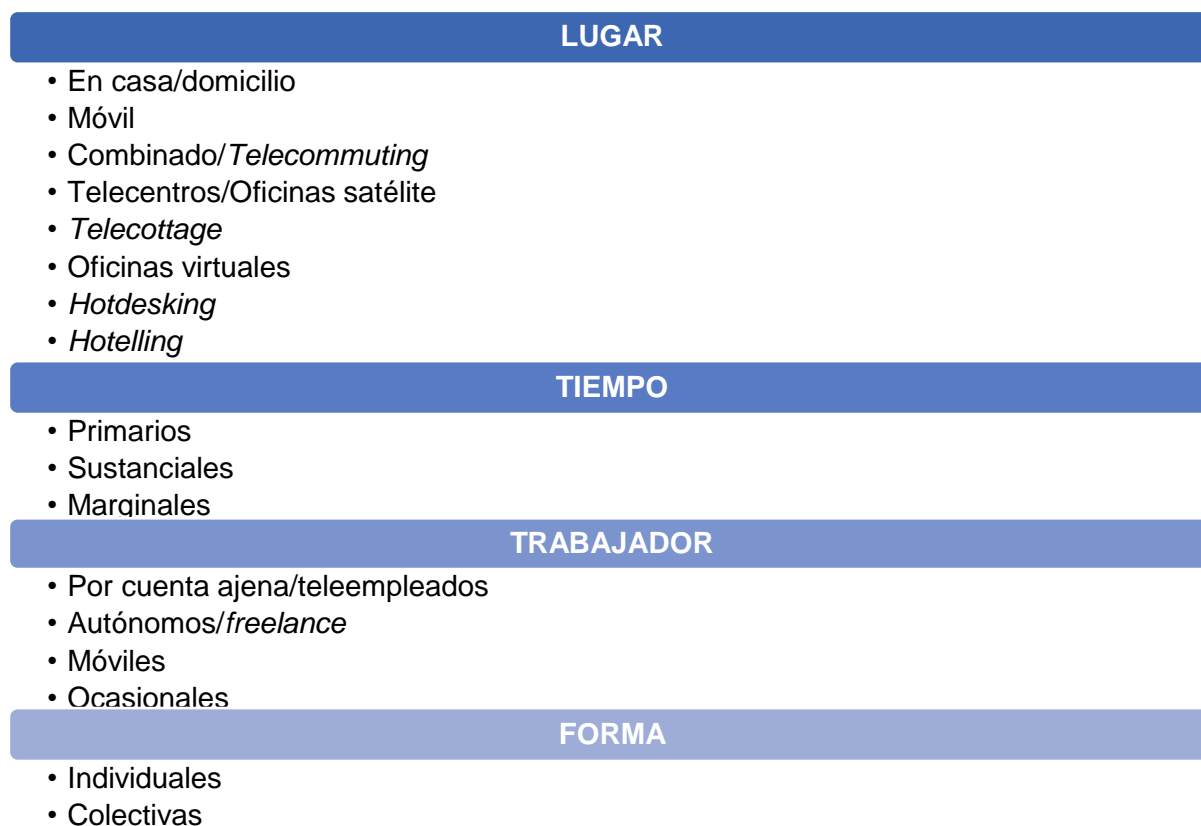 LUGAR
• En casa/domicilio
• Móvil
• Combinado/Telecommuting
• Telecentros/Oficinas satélite
• Telecottage
• Oficinas virtuales
• Hotdesking
• Hotelling
TIEMPO
• Primarios
• Sustanciales
• Marginales
TRABAJADOR
• Por cuenta ajena/teleempleados
• Autónomos/freelance
• Móviles
• Ocasionales
FORMA
• Individuales
• Colectivas